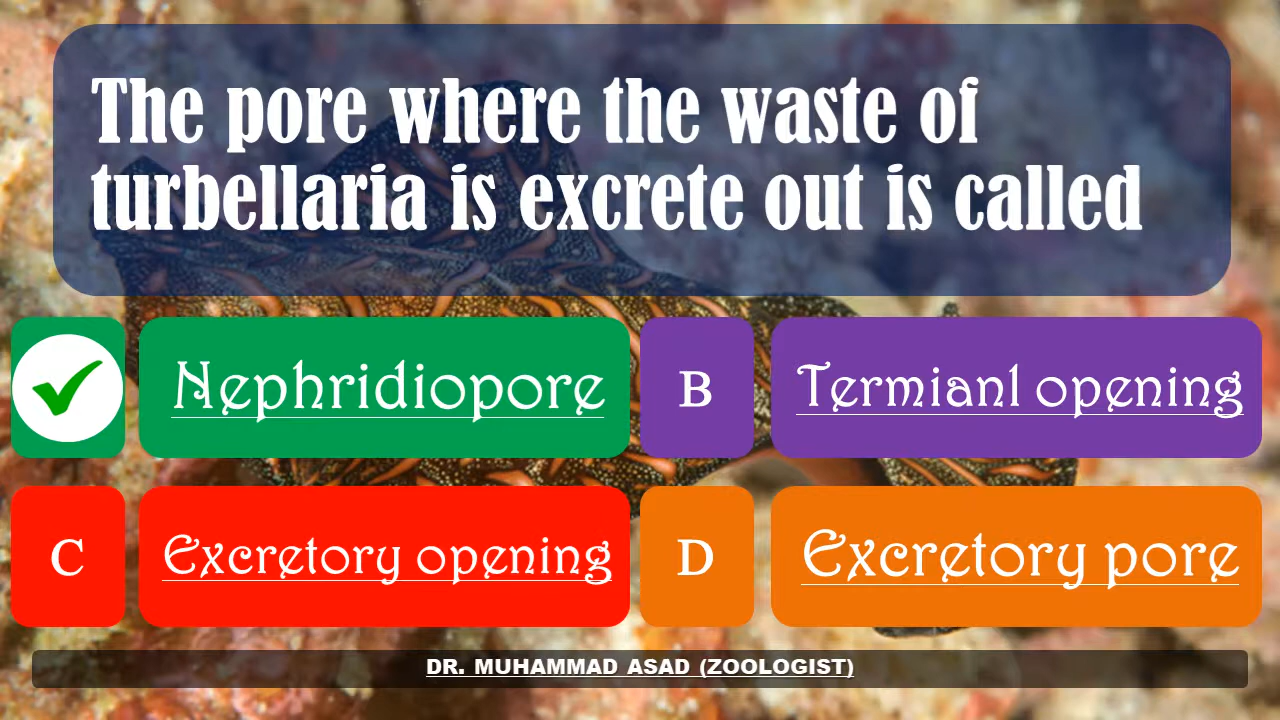 The pore where the waste of
turbellaria is excrete out is called
Nephridiopore
B
Termianl opening
C
Excretory opening
D
Excretory pore
DR. MUHAMMAD ASAD (ZOOLOGIST)